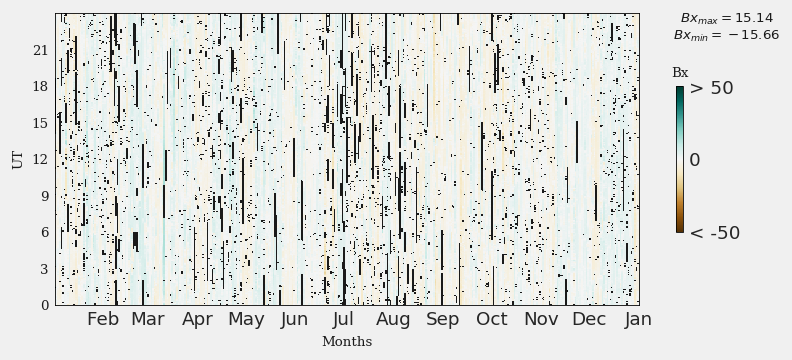 Bx_max = 15.14
Bx_min = −15.66
Bx
> 50
0
< -50
UT
21
18
15
12
9
6
3
0
Feb Mar Apr May Jun Jul Aug Sep Oct Nov Dec Jan
Months